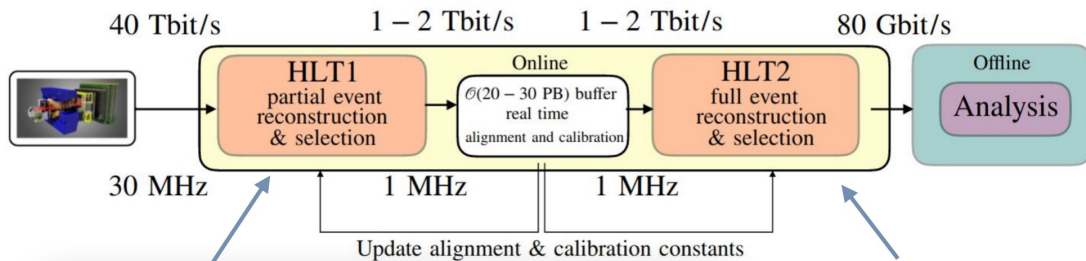 40 Tbit/s
1 – 2 Tbit/s
1 – 2 Tbit/s
80 Gbit/s
HLT1
partial event
reconstruction
& selection
Online
𝒪(20 – 30 PB) buffer
real time
alignment and calibration
HLT2
full event
reconstruction
& selection
Offline
Analysis
30 MHz
1 MHz
1 MHz
Update alignment & calibration constants